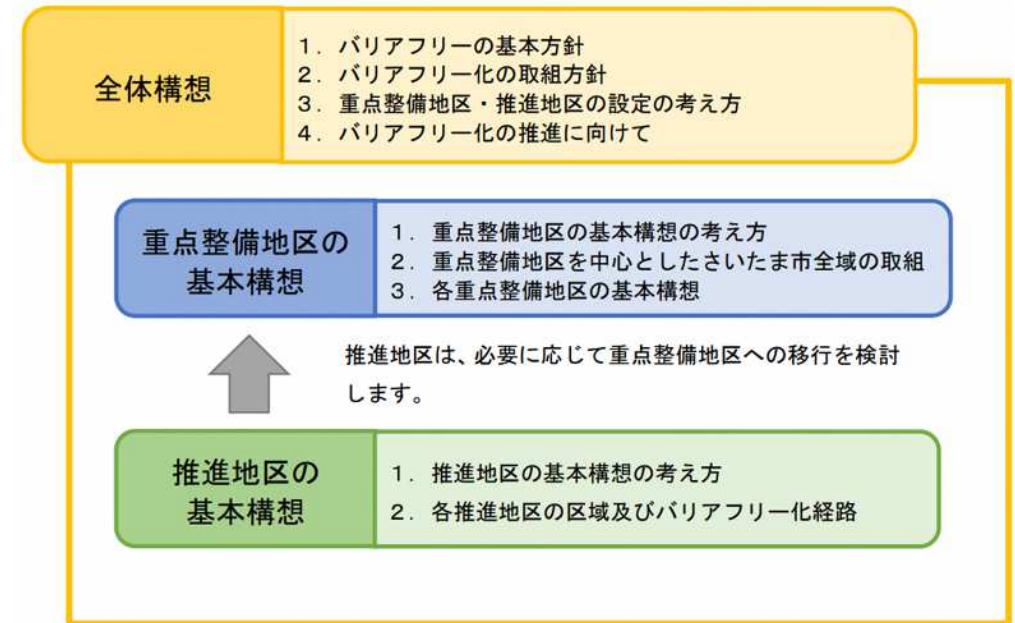 全体構想
1．バリアフリーの基本方針
2．バリアフリー化の取組方針
3．重点整備地区・推進地区の設定の考え方
4．バリアフリー化の推進に向けて
重点整備地区の
基本構想
1．重点整備地区の基本構想の考え方
2．重点整備地区を中心としたさいたま市全域の取組
3．各重点整備地区の基本構想
推進地区は、必要に応じて重点整備地区への移行を検討
します。
推進地区の
基本構想
1．推進地区の基本構想の考え方
2．各推進地区の区域及びバリアフリー化経路